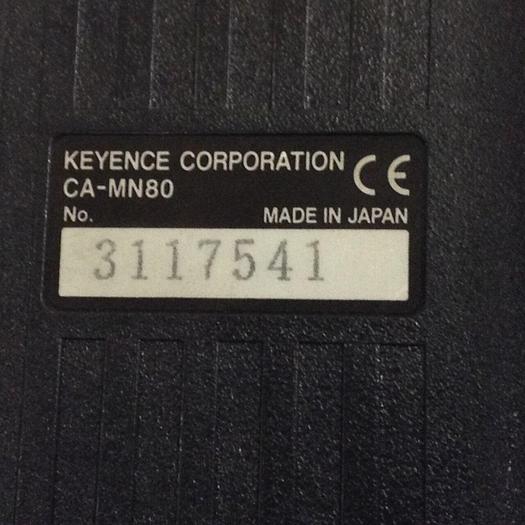 KEYENCE CORPORATION CE
CA-MN80
No. MADE IN JAPAN
3117541